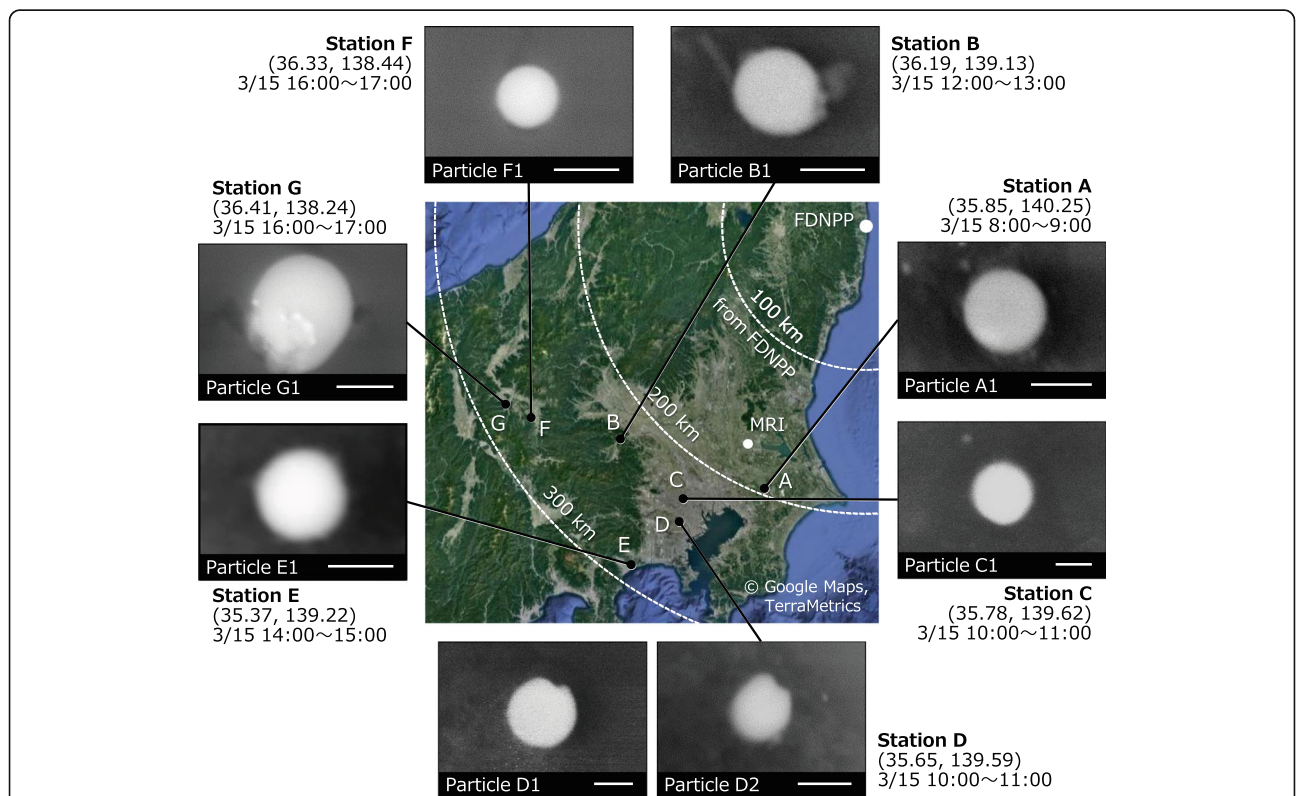 Station F
(36.33, 138.44)
3/15 16:00~17:00
Particle F1
Particle B1
Station B
(36.19, 139.13)
3/15 12:00~13:00
Station G
(36.41, 138.24)
3/15 16:00~17:00
Particle G1
Station A
(35.85, 140.25)
3/15 8:00~9:00
Particle A1
FDNPP
100 km
from FDNPP
200 km
300 km
MRI
G
F
B
A
C
D
E
© Google Maps,
TerraMetrics
Particle E1
Station E
(35.37, 139.22)
3/15 14:00~15:00
Particle C1
Station C
(35.78, 139.62)
3/15 10:00~11:00
Particle D1
Particle D2
Station D
(35.65, 139.59)
3/15 10:00~11:00